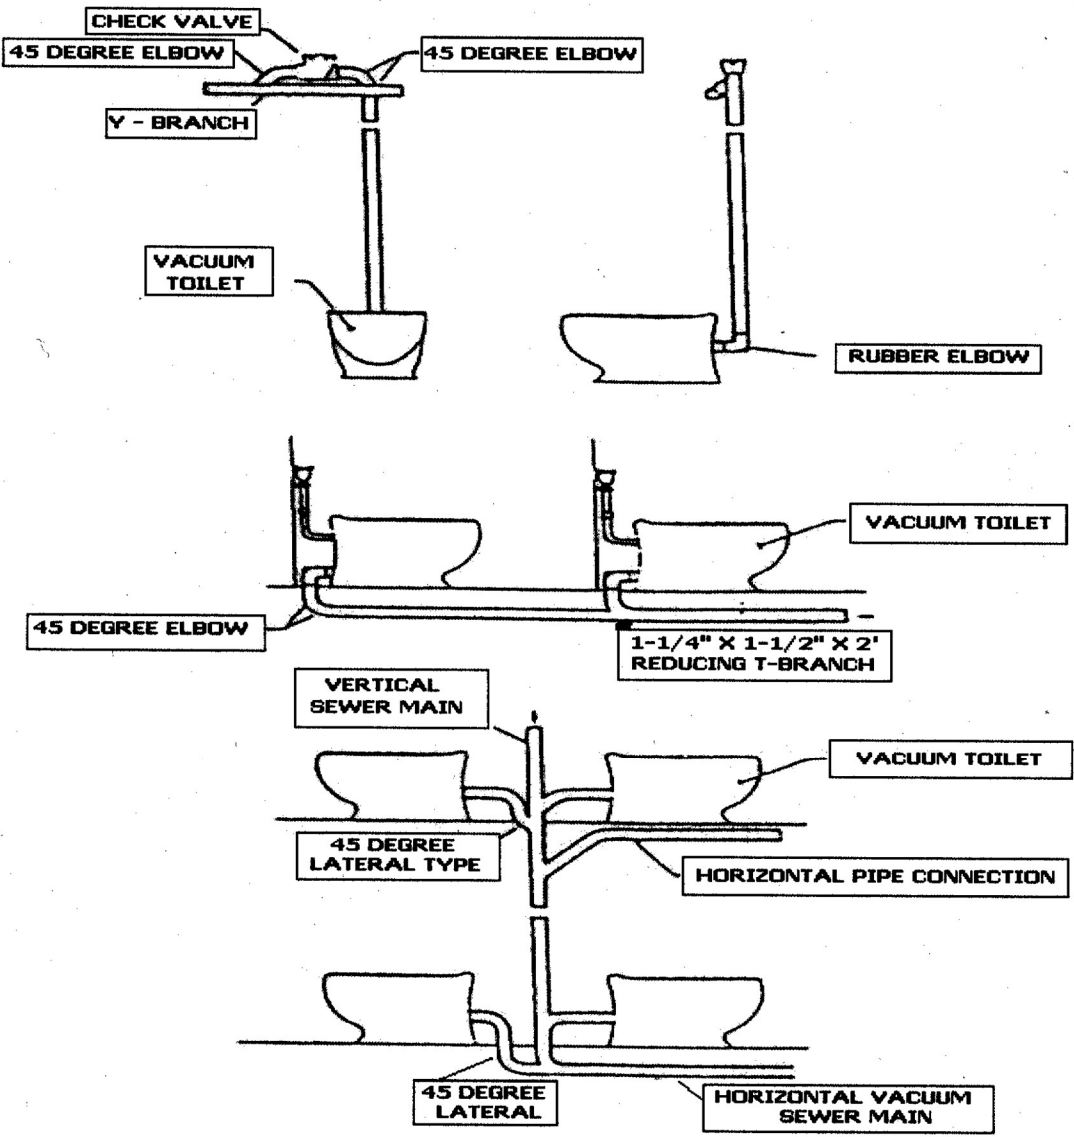 CHECK VALVE
45 DEGREE ELBOW
45 DEGREE ELBOW
Y - BRANCH
VACUUM
TOILET
RUBBER ELBOW
VACUUM TOILET
45 DEGREE ELBOW
1-1/4" X 1-1/2" X 2'
REDUCING T-BRANCH
VERTICAL
SEWER MAIN
VACUUM TOILET
45 DEGREE
LATERAL TYPE
HORIZONTAL PIPE CONNECTION
45 DEGREE
LATERAL
HORIZONTAL VACUUM
SEWER MAIN